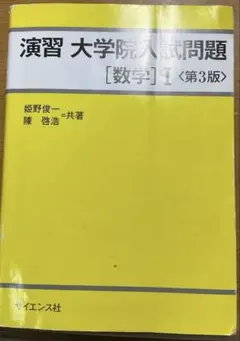 演習 大学院入試問題
[数学] I 〈第3版〉
姫野俊一
陳 啓浩
=共著
サイエンス社